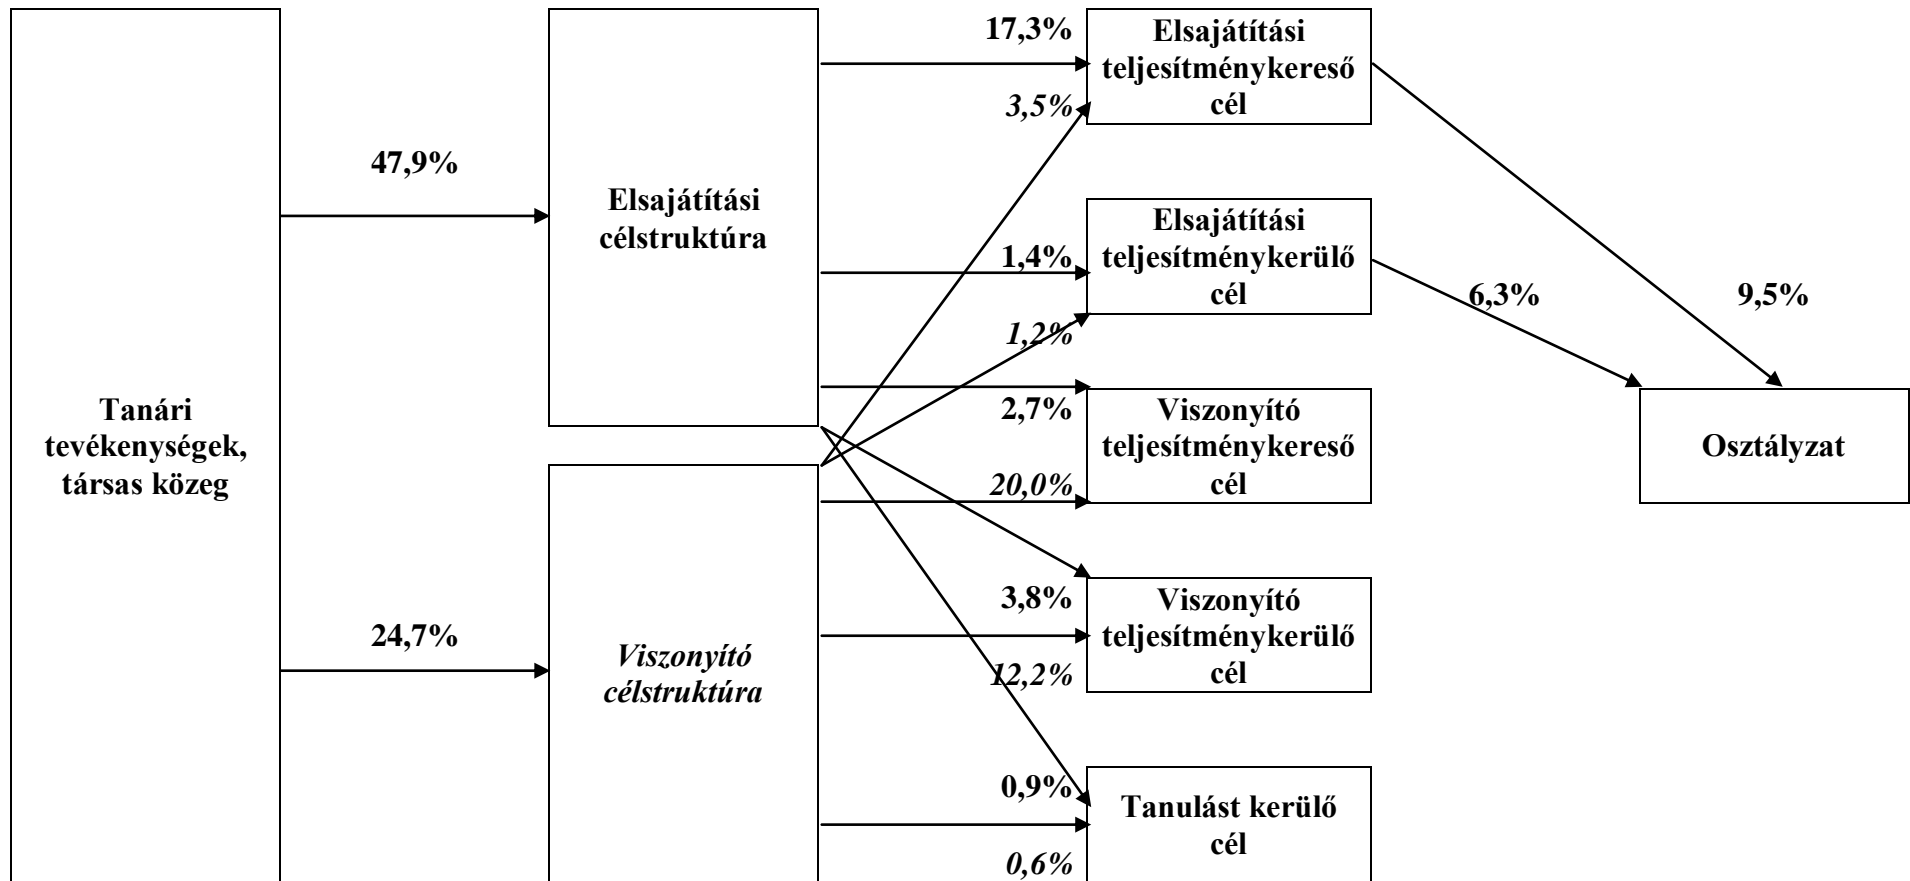 Tanári
tevékenységek,
társas közeg
47,9%
24,7%
Elsajátítási
célstruktúra
Viszonyító
célstruktúra
17,3%
3,5%
1,4%
1,2%
2,7%
20,0%
3,8%
12,2%
0,9%
0,6%
Elsajátítási
teljesítménykereső
cél
Elsajátítási
teljesítménykerülő
cél
Viszonyító
teljesítménykereső
cél
Viszonyító
teljesítménykerülő
cél
Tanulást kerülő
cél
6,3%
9,5%
Osztályzat